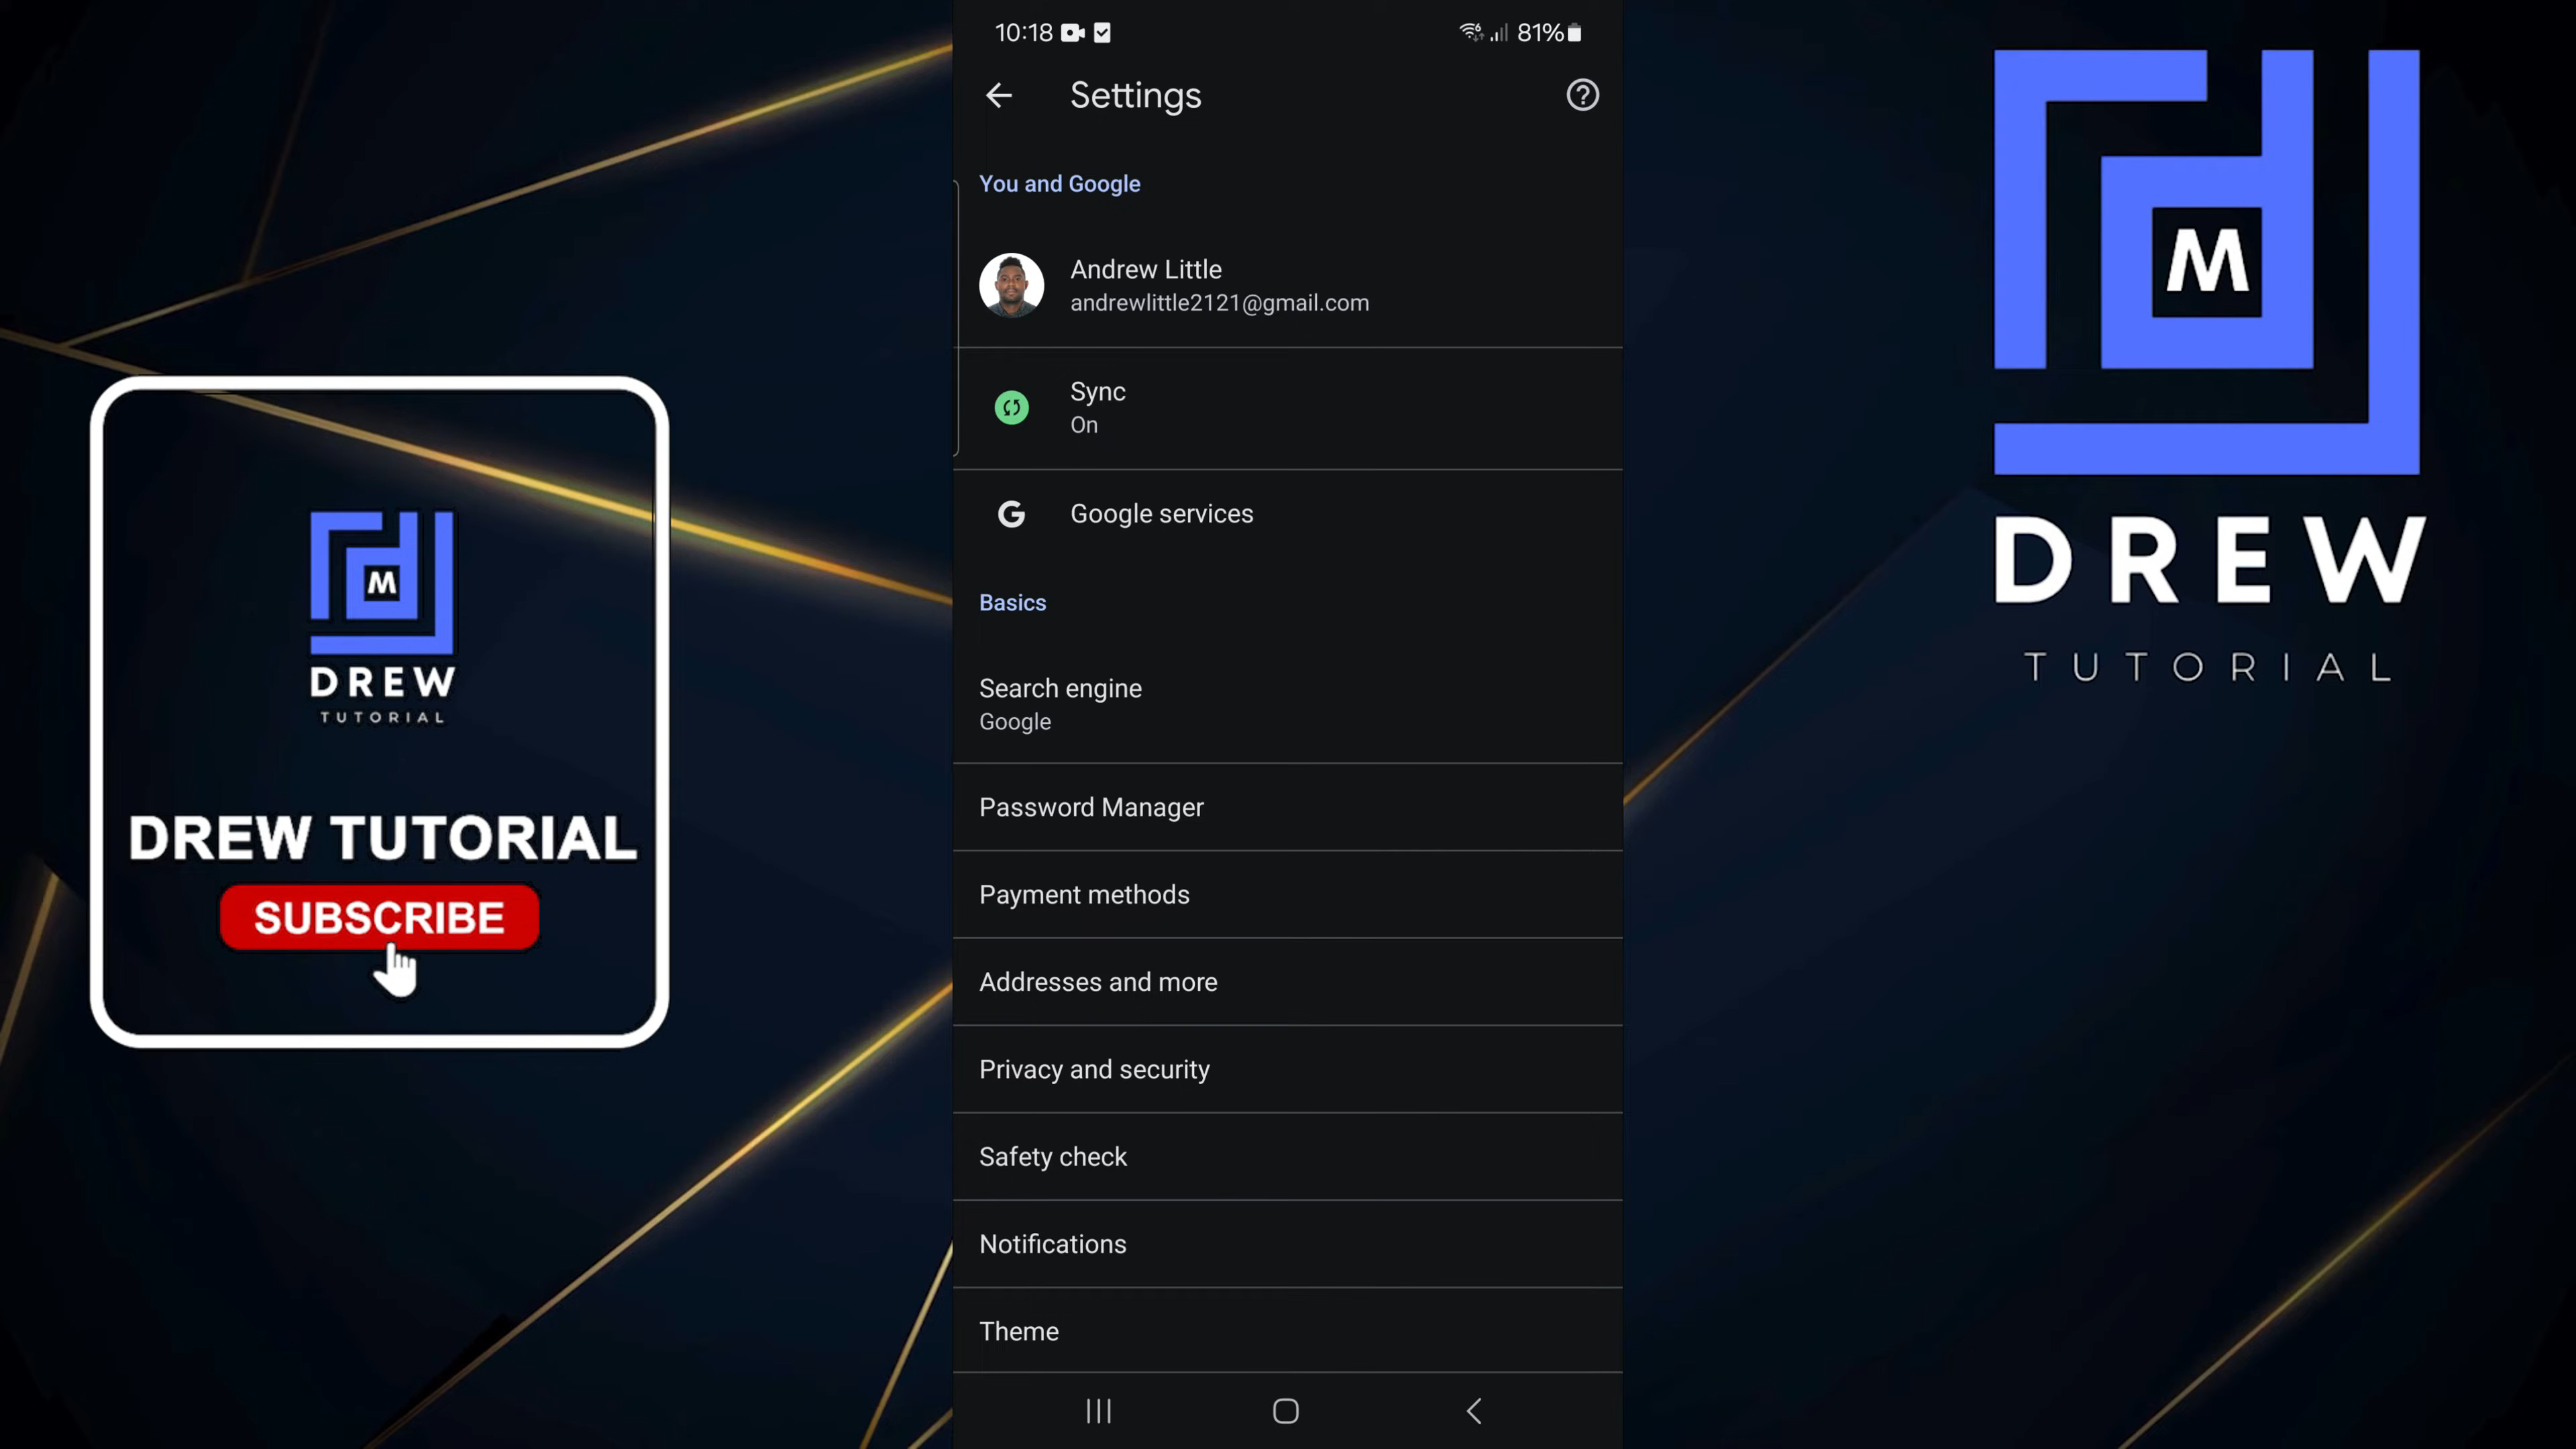 M
DREW
TUTORIAL
DREW TUTORIAL
SUBSCRIBE
10:18
81%
Settings
You and Google
Andrew Little
andrewlittle2121@gmail.com
Sync
On
Google services
Basics
Search engine
Google
Password Manager
Payment methods
Addresses and more
Privacy and security
Safety check
Notifications
Theme
M
DREW
TUTORIAL